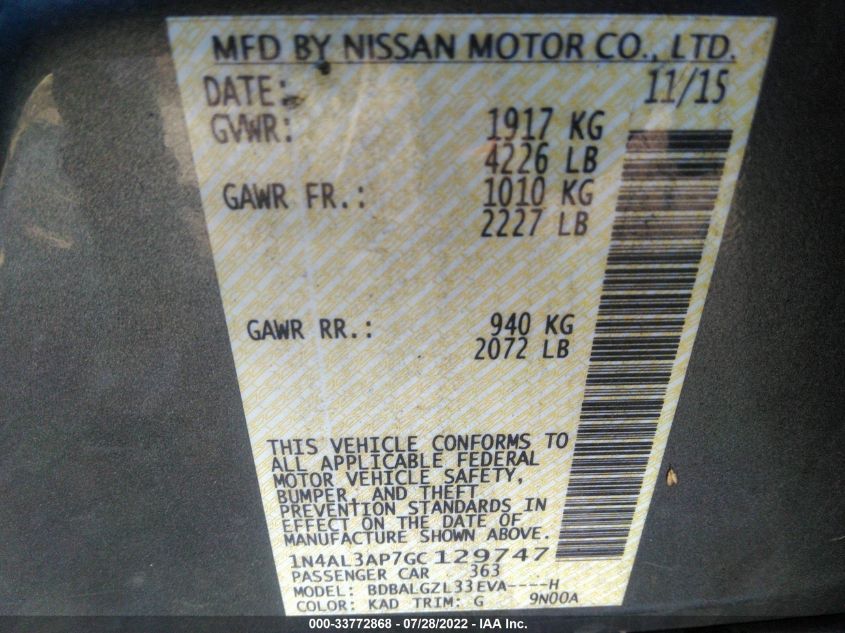 MFD BY NISSAN MOTOR CO., LTD.
DATE: 11/15
GVWR: 1917 KG
4226 LB
GAWR FR.: 1010 KG
2227 LB
GAWR RR.: 940 KG
2072 LB
THIS VEHICLE CONFORMS TO
ALL APPLICABLE FEDERAL
MOTOR VEHICLE SAFETY,
BUMPER, AND THEFT
PREVENTION STANDARDS IN
EFFECT ON THE DATE OF
MANUFACTURE SHOWN ABOVE.
1N4AL3AP7GC129747
PASSENGER CAR 363
MODEL: BDBALGZL33EVA----H
COLOR: KAD TRIM: G 9N00A
000-33772868 - 07/28/2022 - IAA Inc.